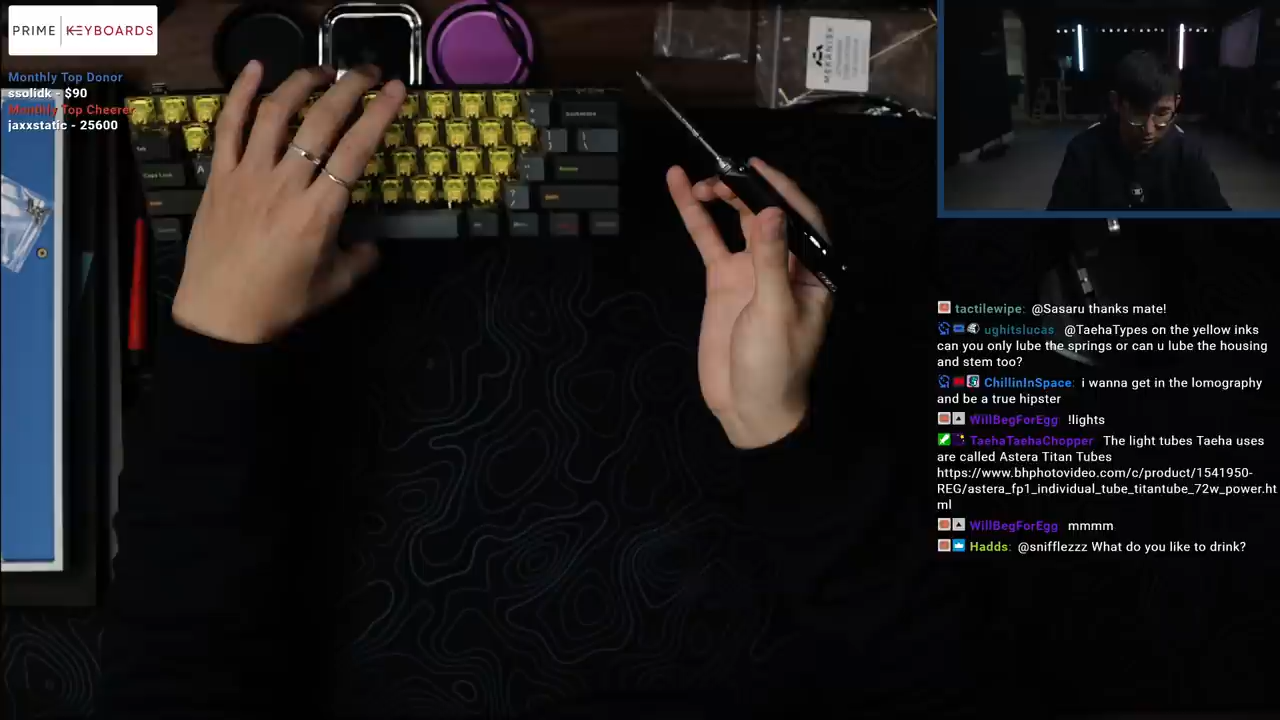 PRIME KEYBOARDS
Monthly Top Donor
ssolidk - $90
Monthly Top Cheerer
jaxxstatic - 25600
MEKANISK
Tab
Caps Lock
A
tactilewipe: @Sasaru thanks mate!
ughitslucas @TaehaTypes on the yellow inks
can you only lube the springs or can u lube the housing
and stem too?
ChillinInSpace: i wanna get in the lomography
and be a true hipster
WillBegForEgg !lights
TaehaTaehaChopper The light tubes Taeha uses
are called Astera Titan Tubes
https://www.bhphotovideo.com/c/product/1541950-
REG/astera_fp1_individual_tube_titantube_72w_power.ht
ml
WillBegForEgg mmmm
Hadds: @snifflezzz What do you like to drink?